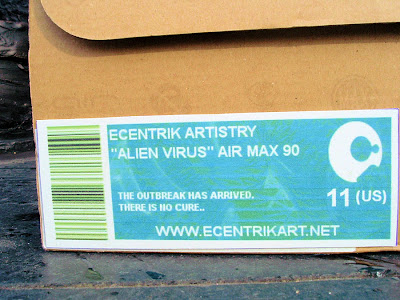 ECENTRIK ARTISTRY
"ALIEN VIRUS" AIR MAX 90
THE OUTBREAK HAS ARRIVED.
THERE IS NO CURE..
11 (US)
WWW.ECENTRIKART.NET